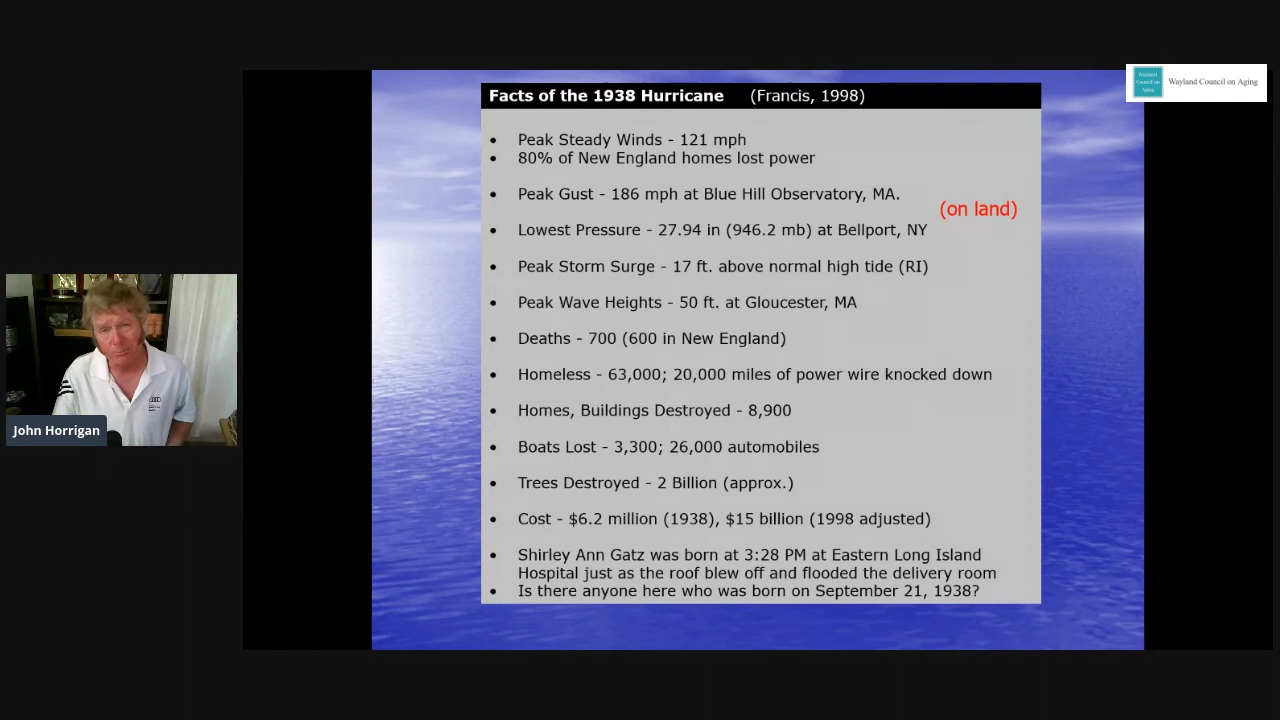 Facts of the 1938 Hurricane (Francis, 1998)
• Peak Steady Winds - 121 mph
• 80% of New England homes lost power
• Peak Gust - 186 mph at Blue Hill Observatory, MA.
(on land)
• Lowest Pressure - 27.94 in (946.2 mb) at Bellport, NY
• Peak Storm Surge - 17 ft. above normal high tide (RI)
• Peak Wave Heights - 50 ft. at Gloucester, MA
• Deaths - 700 (600 in New England)
• Homeless - 63,000; 20,000 miles of power wire knocked down
• Homes, Buildings Destroyed - 8,900
• Boats Lost - 3,300; 26,000 automobiles
• Trees Destroyed - 2 Billion (approx.)
• Cost - $6.2 million (1938), $15 billion (1998 adjusted)
• Shirley Ann Gatz was born at 3:28 PM at Eastern Long Island
Hospital just as the roof blew off and flooded the delivery room
• Is there anyone here who was born on September 21, 1938?
John Horrigan
Wayland
Council on
Aging
Wayland Council on Aging